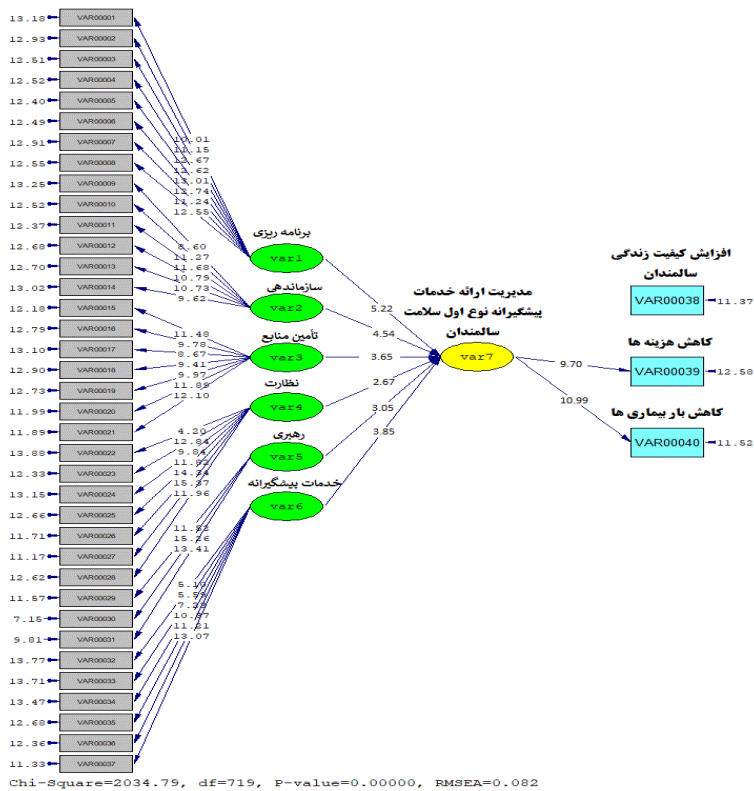 13.18 VAR00001
12.93 VAR00002
12.51 VAR00003
12.52 VAR00004
12.40 VAR00005
12.49 VAR00006
12.91 VAR00007
12.55 VAR00008
13.25 VAR00009
12.52 VAR00010
12.37 VAR00011
12.68 VAR00012
12.70 VAR00013
13.02 VAR00014
12.18 VAR00015
12.79 VAR00016
13.10 VAR00017
12.90 VAR00018
12.73 VAR00019
11.99 VAR00020
11.89 VAR00021
13.88 VAR00022
12.33 VAR00023
13.15 VAR00024
12.66 VAR00025
11.71 VAR00026
11.17 VAR00027
12.62 VAR00028
11.57 VAR00029
7.15 VAR00030
9.81 VAR00031
13.77 VAR00032
13.71 VAR00033
13.47 VAR00034
12.68 VAR00035
12.36 VAR00036
11.33 VAR00037
10.01
11.15
12.67
12.62
13.01
12.74
11.24
12.55
8.60
11.27
11.68
10.79
10.73
9.62
11.48
9.78
8.67
9.41
9.97
11.89
12.10
4.20
12.84
9.84
11.82
14.34
15.37
11.96
15.26
13.41
5.10
5.59
7.28
11.21
13.07
برنامه ریزی
var1
سازماندهی
var2
تأمین منابع
var3
نظارت
var4
رهبری
var5
خدمات پیشگیرانه
var6
5.22
4.54
3.65
2.67
3.05
3.85
مدیریت ارائه خدمات
پیشگیرانه نوع اول سلامت
سالمندان
var7
9.70
10.99
افزایش کیفیت زندگی
سالمندان
VAR00038 11.37
کاهش هزینه ها
VAR00039 12.58
کاهش بار بیماری ها
VAR00040 11.52
Chi-Square=2034.79, df=719, P-value=0.00000, RMSEA=0.082